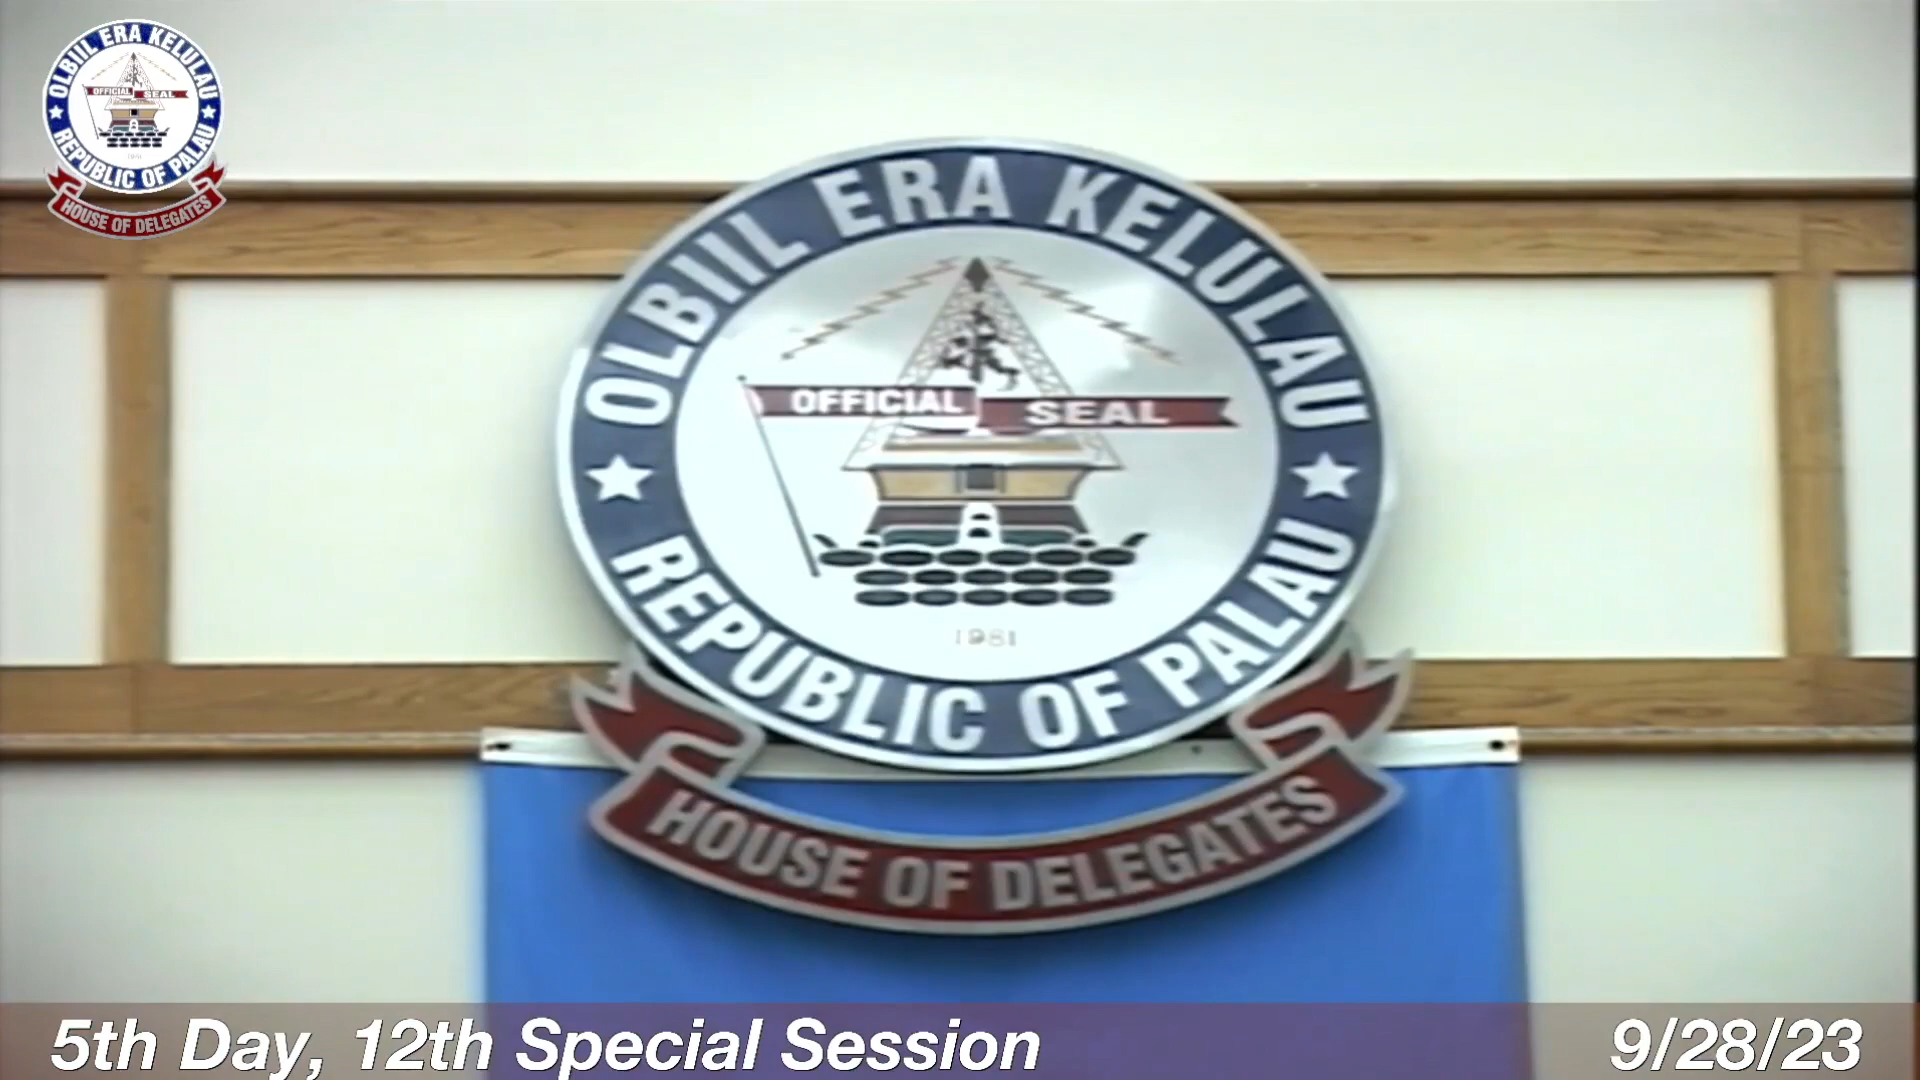 OLBIIL ERA KELULAU
OFFICIAL SEAL
REPUBLIC OF PALAU
HOUSE OF DELEGATES
OLBIIL ERA KELULAU
OFFICIAL SEAL
1981
REPUBLIC OF PALAU
HOUSE OF DELEGATES
5th Day, 12th Special Session
9/28/23